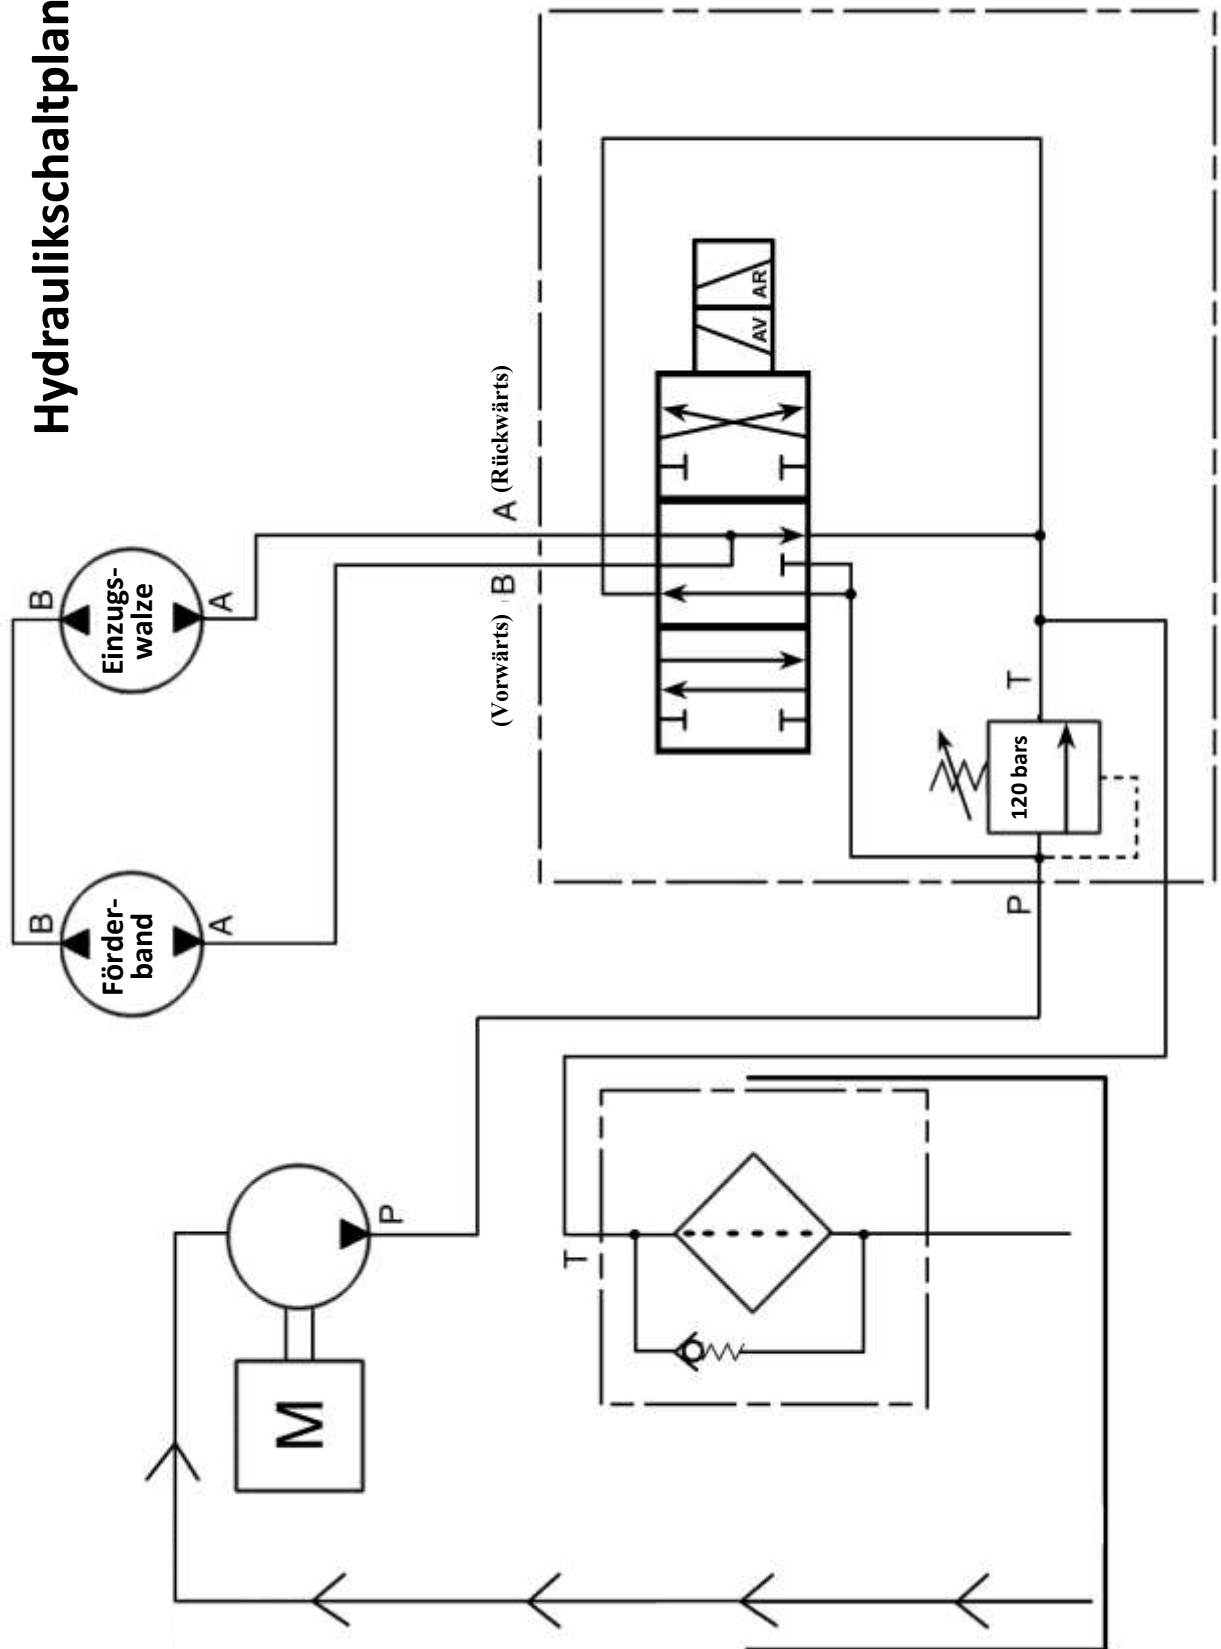 Hydraulikschaltplan
B
Einzugs-
walze
A
B
Förder-
band
A
A (Rückwärts)
(Vorwärts) B
AV AR
T
120 bars
P
P
M
T